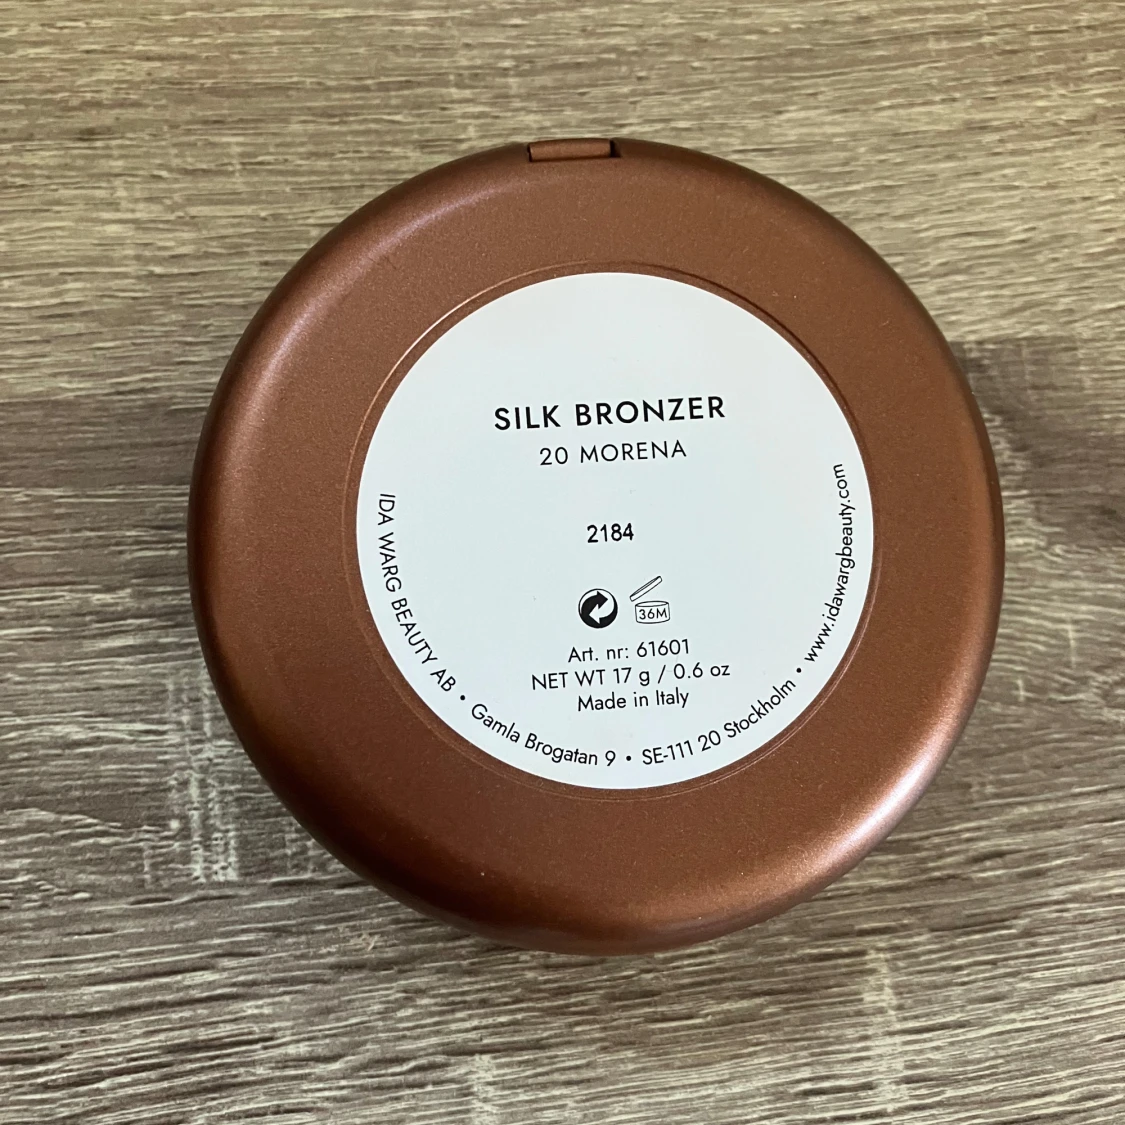 SILK BRONZER
20 MORENA
2184
36M
Art. nr: 61601
NET WT 17 g / 0.6 oz
Made in Italy
IDA WARG BEAUTY AB • Gamla Brogatan 9 • SE-111 20 Stockholm • www.idawargbeauty.com